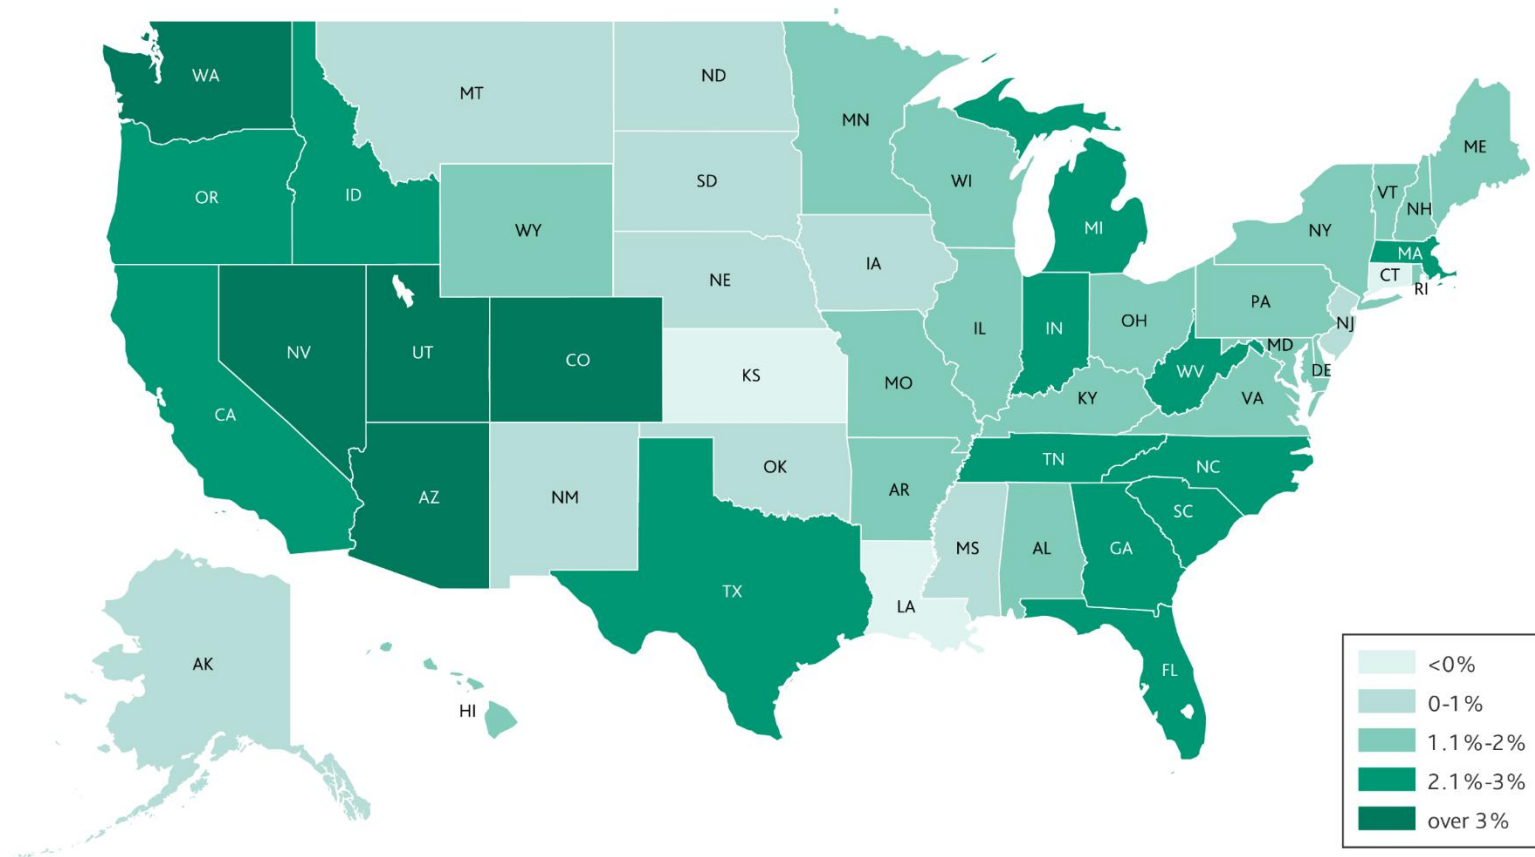 WA
MT
ND
MN
ME
OR
ID
SD
WI
VT
NH
WY
MI
NY
MA
IA
CT
RI
NE
PA
NJ
NV
UT
CO
KS
MO
IL
IN
OH
MD
DE
WV
VA
KY
CA
AZ
NM
OK
AR
TN
NC
SC
MS
AL
GA
TX
LA
FL
AK
HI
<0%
0-1%
1.1%-2%
2.1%-3%
over 3%